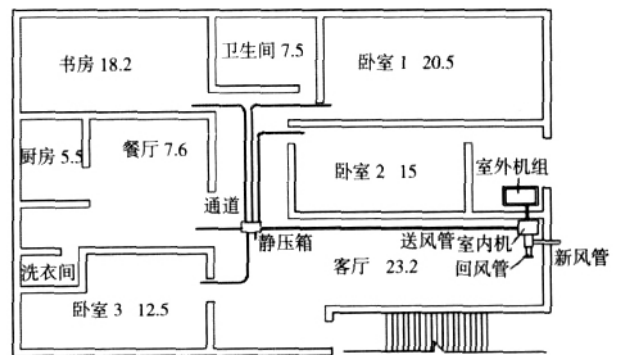 书房 18.2
卫生间 7.5
卧室 1 20.5
厨房 5.5
餐厅 7.6
卧室 2 15
室外机组
通道
静压箱
送风管
室内机
新风管
回风管
客厅 23.2
洗衣间
卧室 3 12.5